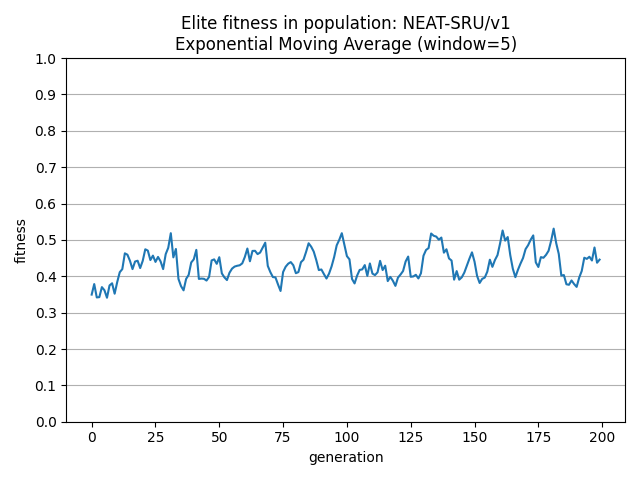 Elite fitness in population: NEAT-SRU/v1
Exponential Moving Average (window=5)
1.0
0.9
0.8
0.7
0.6
0.5
0.4
0.3
0.2
0.1
0.0
fitness
0 25 50 75 100 125 150 175 200
generation